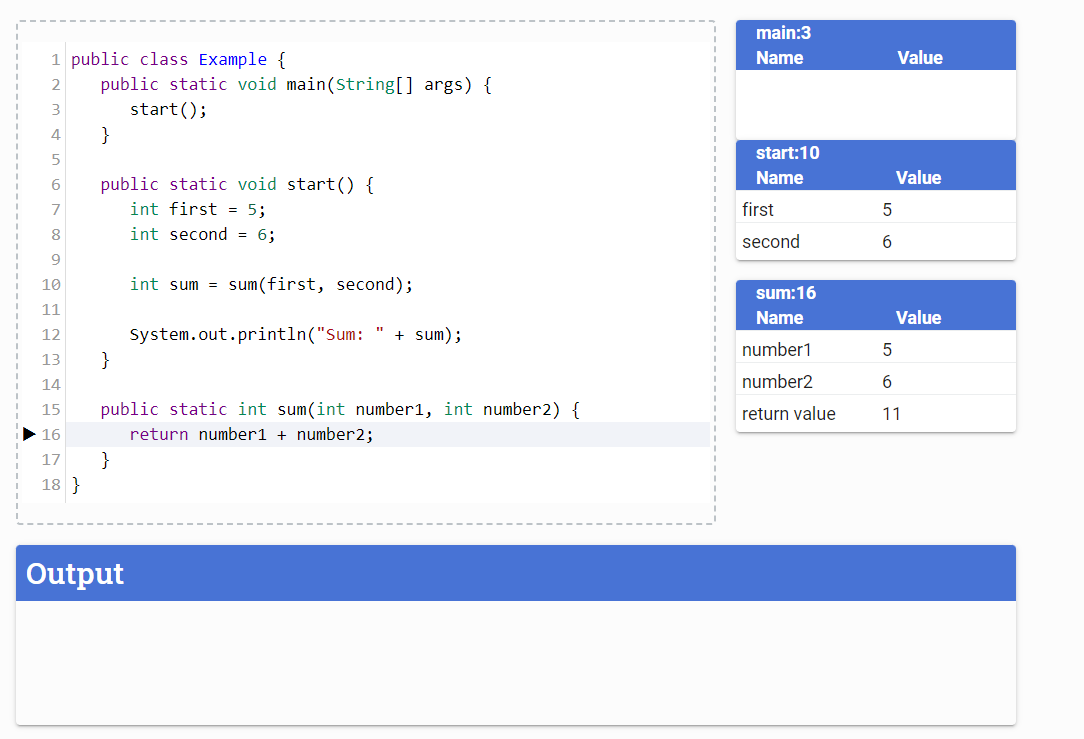 1 public class Example {
2 public static void main(String[] args) {
3 start();
4 }
5
6 public static void start() {
7 int first = 5;
8 int second = 6;
9
10 int sum = sum(first, second);
11
12 System.out.println("Sum: " + sum);
13 }
14
15 public static int sum(int number1, int number2) {
16 return number1 + number2;
17 }
18 }
main:3
Name Value
start:10
Name Value
first 5
second 6
sum:16
Name Value
number1 5
number2 6
return value 11
Output